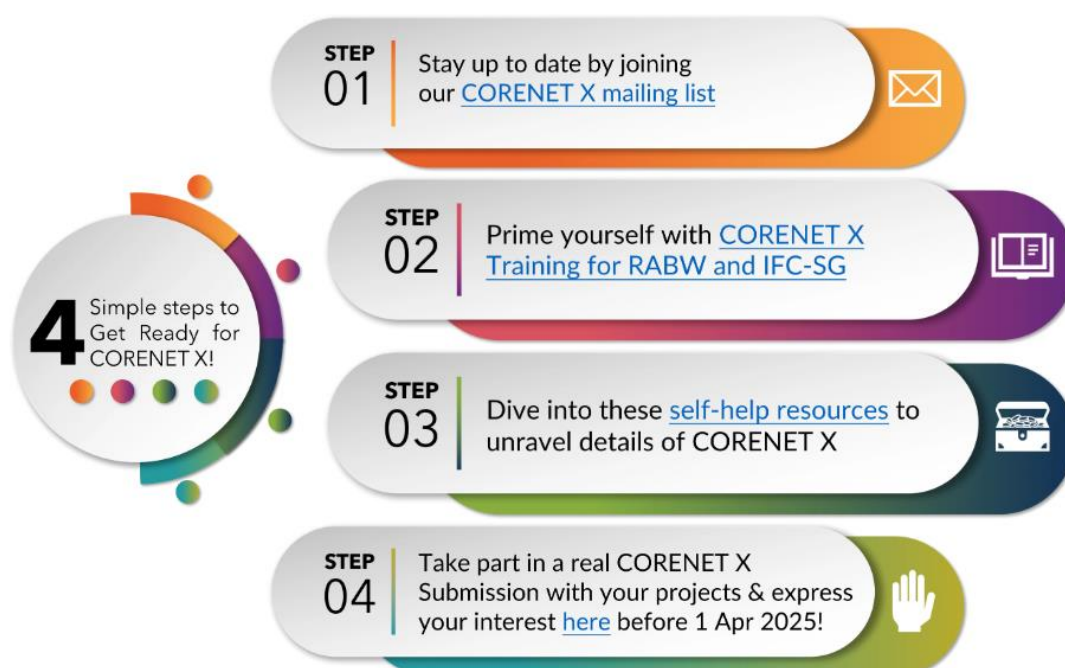 4
Simple steps to
Get Ready for
CORENET X!
STEP
01
Stay up to date by joining
our CORENET X mailing list
STEP
02
Prime yourself with CORENET X
Training for RABW and IFC-SG
STEP
03
Dive into these self-help resources to
unravel details of CORENET X
STEP
04
Take part in a real CORENET X
Submission with your projects & express
your interest here before 1 Apr 2025!